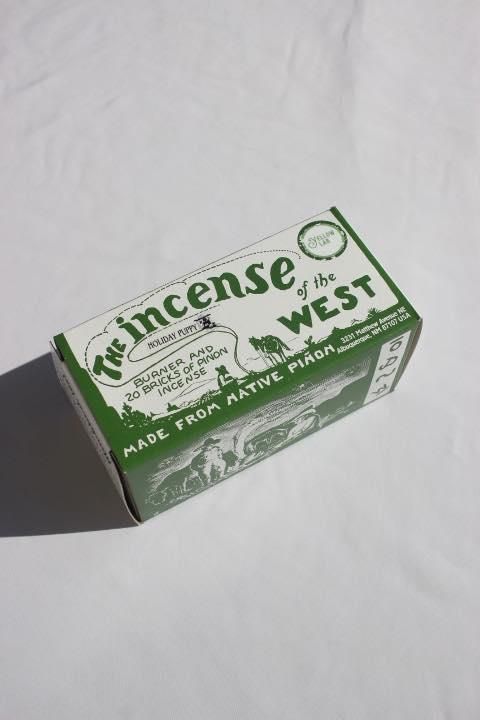 YELLOW
LAB
THE incense
of the
WEST
HOLIDAY PUPPY
BURNER AND
20 BRICKS OF PIÑON
INCENSE
3231 Matthew Avenue NE
Albuquerque, NM 87107 USA
MADE FROM NATIVE PIÑON